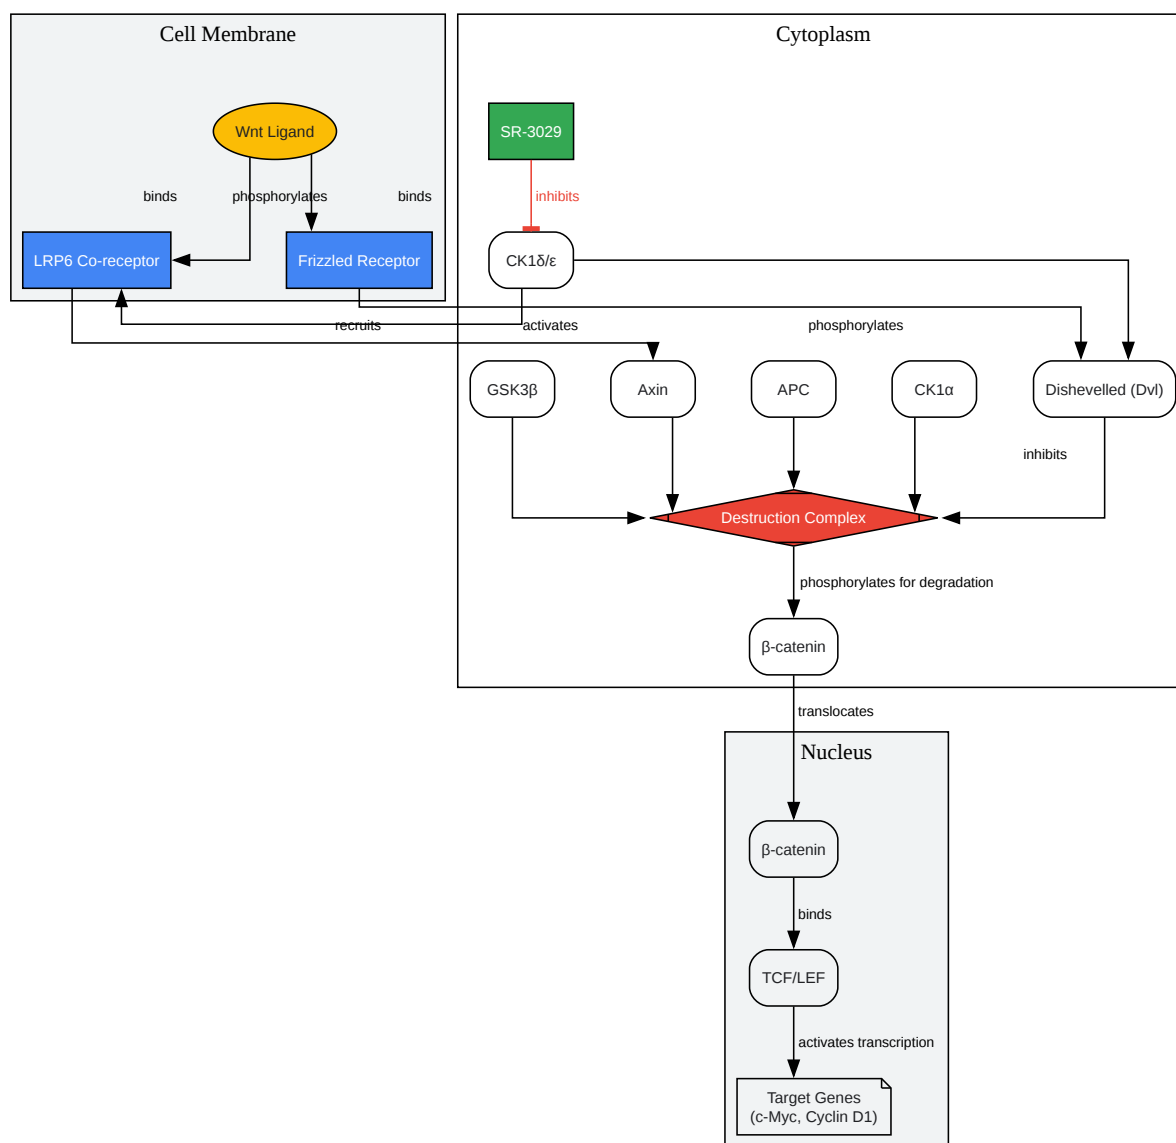 Cell Membrane
Cytoplasm
Wnt Ligand
SR-3029
binds
phosphorylates
binds
inhibits
LRP6 Co-receptor
Frizzled Receptor
CK1δ/ε
recruits
activates
phosphorylates
GSK3β
Axin
APC
CK1α
Dishevelled (Dvl)
inhibits
Destruction Complex
phosphorylates for degradation
β-catenin
translocates
Nucleus
β-catenin
binds
TCF/LEF
activates transcription
Target Genes
(c-Myc, Cyclin D1)